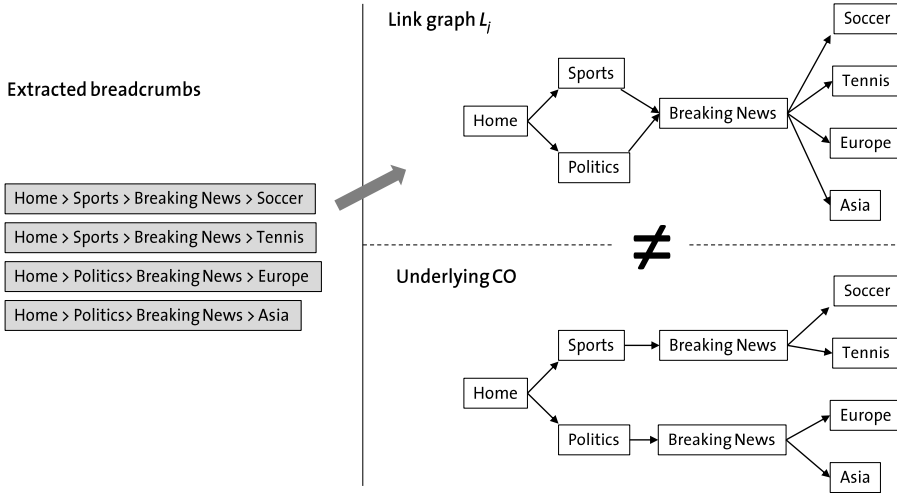 Extracted breadcrumbs
Home > Sports > Breaking News > Soccer
Home > Sports > Breaking News > Tennis
Home > Politics> Breaking News > Europe
Home > Politics> Breaking News > Asia
Link graph Li
Home
Sports
Politics
Breaking News
Soccer
Tennis
Europe
Asia
≠
Underlying CO
Home
Sports
Breaking News
Soccer
Tennis
Politics
Breaking News
Europe
Asia